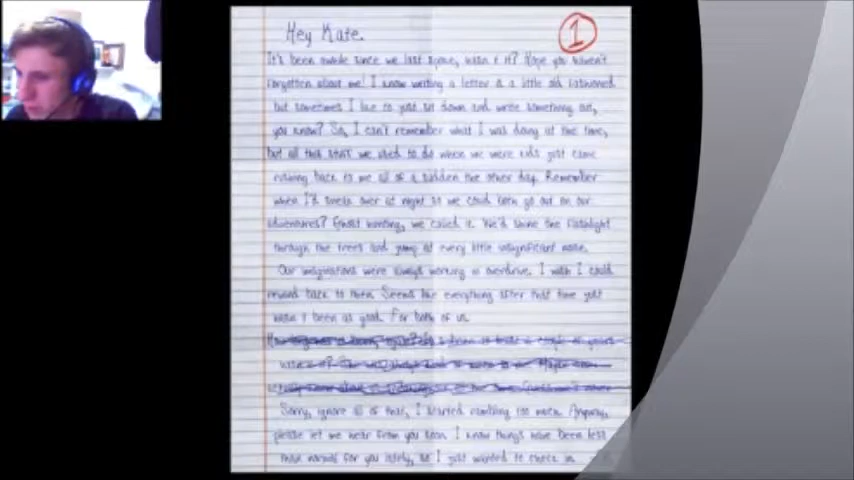 Hey Kate.
1
It's been awhile since we last spoke, hasn't it? Hope you haven't
forgotten about me! I know writing a letter is a little old fashioned
but sometimes I like to just sit down and write something out,
you know? So, I can't remember what I was doing at the time,
but all this stuff we used to do when we were kids just came
rushing back to me all of a sudden the other day. Remember
when I'd sneak over at night so we could both go out on our
adventures? Ghost hunting, we called it. We'd shine the flashlight
through the trees and jump at every little insignificant noise.
Our imaginations were always working in overdrive. I wish I could
rewind back to then. Seems like everything after that time just
hasn't been as good. For both of us.
Sorry, ignore all of that, I started rambling too much. Anyway,
please let me hear from you soon. I know things have been less
than normal for you lately, so I just wanted to check in